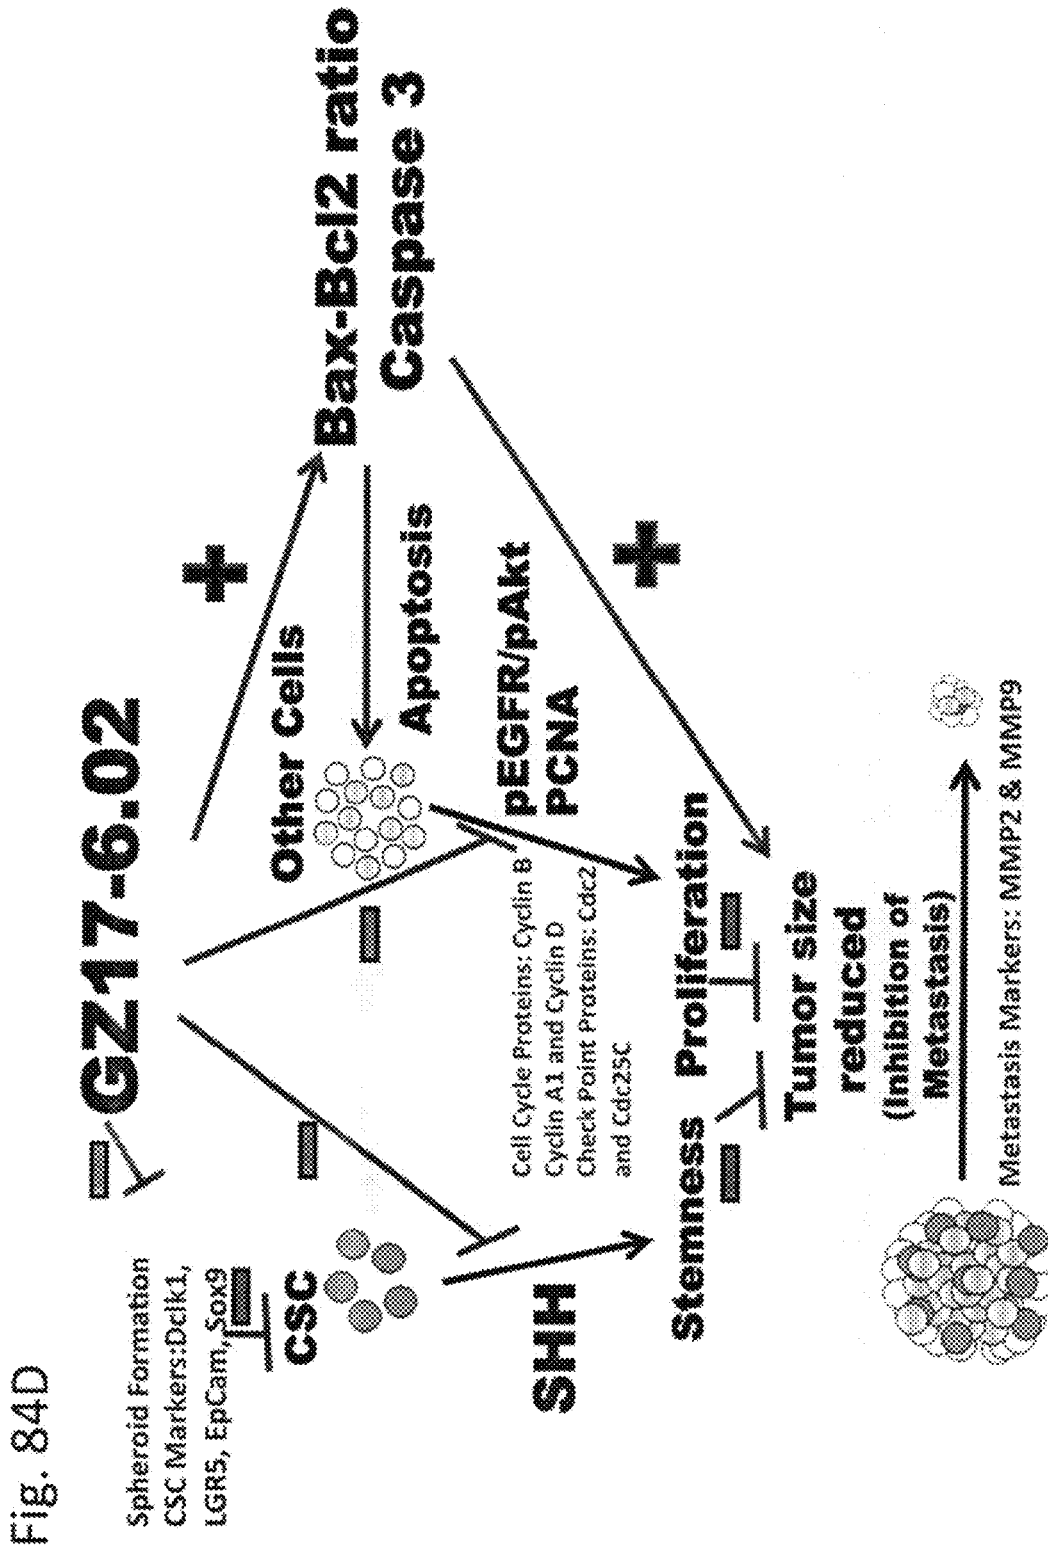 Fig. 84D
GZ17-6.02
Spheroid Formation
CSC Markers:Dclk1,
LGR5, EpCam, Sox9
CSC
Other Cells
Bax-Bcl2 ratio
Caspase 3
Apoptosis
SHH
pEGFR/pAkt
PCNA
Cell Cycle Proteins: Cyclin B
Cyclin A1 and Cyclin D
Check Point Proteins: Cdc2
and Cdc25C
Stemness
Proliferation
Tumor size
reduced
(Inhibition of
Metastasis)
Metastasis Markers: MMP2 & MMP9